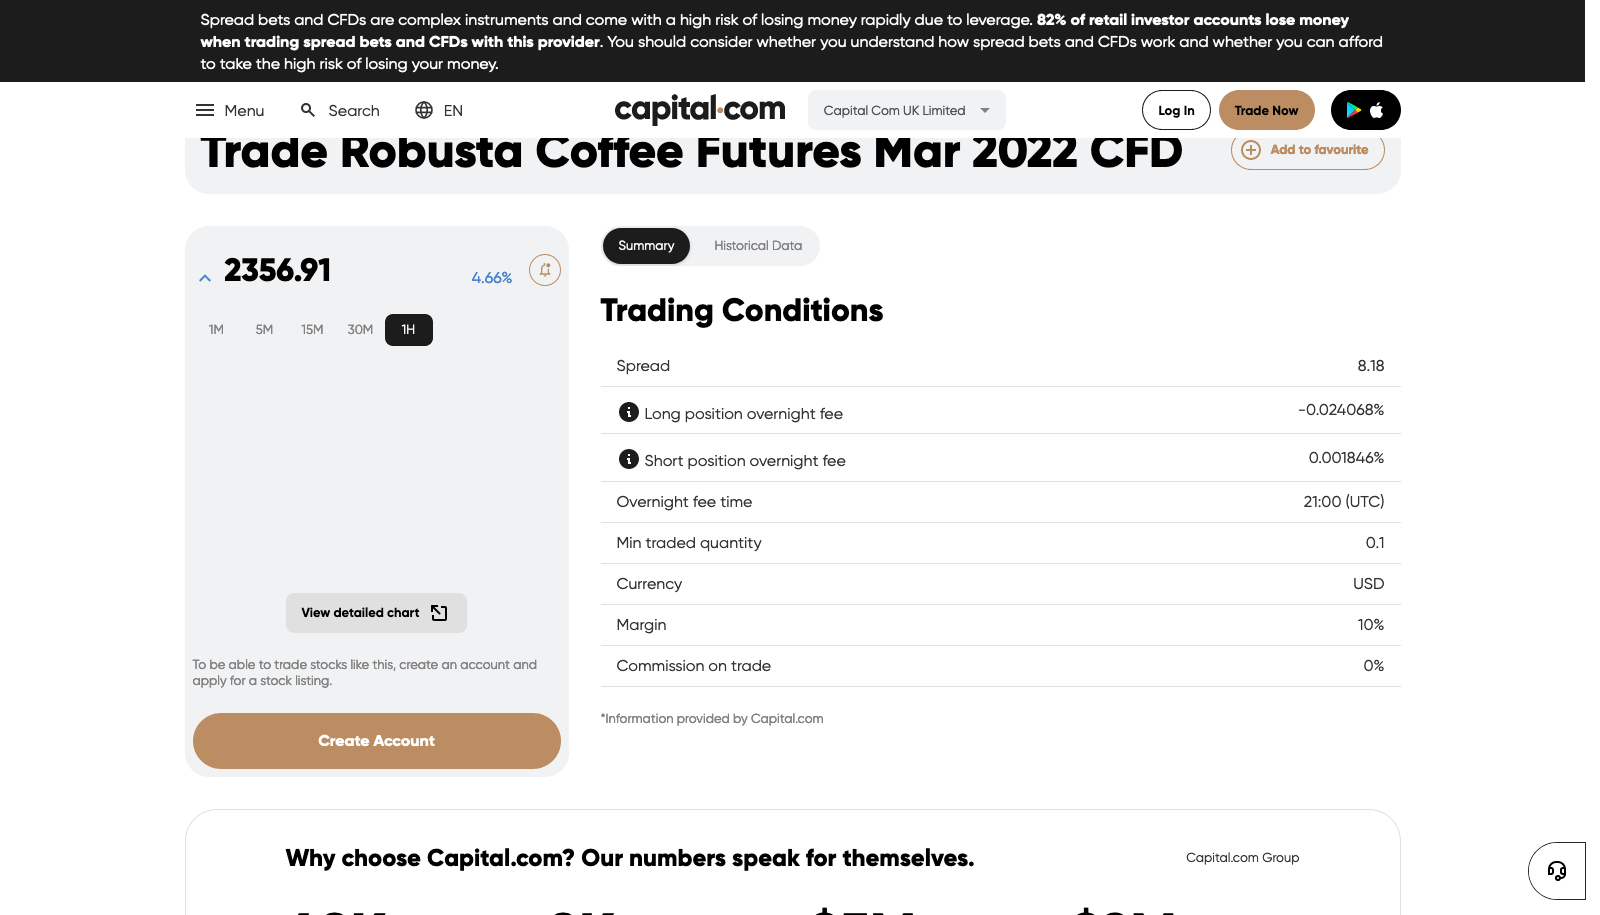 Spread bets and CFDs are complex instruments and come with a high risk of losing money rapidly due to leverage. 82% of retail investor accounts lose money
when trading spread bets and CFDs with this provider. You should consider whether you understand how spread bets and CFDs work and whether you can afford
to take the high risk of losing your money.
Menu Search EN capital.com Capital Com UK Limited Log In Trade Now
Trade Robusta Coffee Futures Mar 2022 CFD Add to favourite
2356.91 4.66%
1M 5M 15M 30M 1H
View detailed chart
To be able to trade stocks like this, create an account and
apply for a stock listing.
Create Account
Summary Historical Data
Trading Conditions
Spread 8.18
Long position overnight fee -0.024068%
Short position overnight fee 0.001846%
Overnight fee time 21:00 (UTC)
Min traded quantity 0.1
Currency USD
Margin 10%
Commission on trade 0%
*Information provided by Capital.com
Why choose Capital.com? Our numbers speak for themselves. Capital.com Group